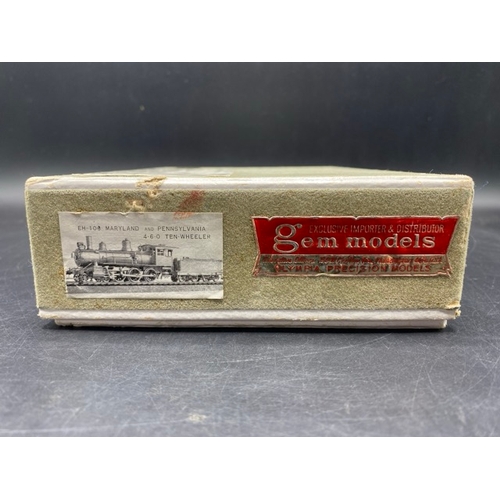 EH-108 MARYLAND AND PENNSYLVANIA
4-6-0 TEN-WHEELER
EXCLUSIVE IMPORTER & DISTRIBUTOR
gem models
PRECISION MODELS